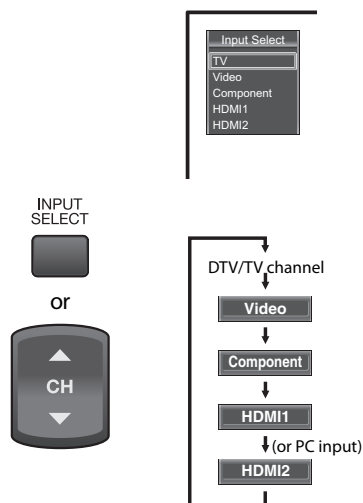 Input Select
TV
Video
Component
HDMI1
HDMI2
INPUT
SELECT
or
CH
DTV/TV channel
Video
Component
HDMI1
(or PC input)
HDMI2